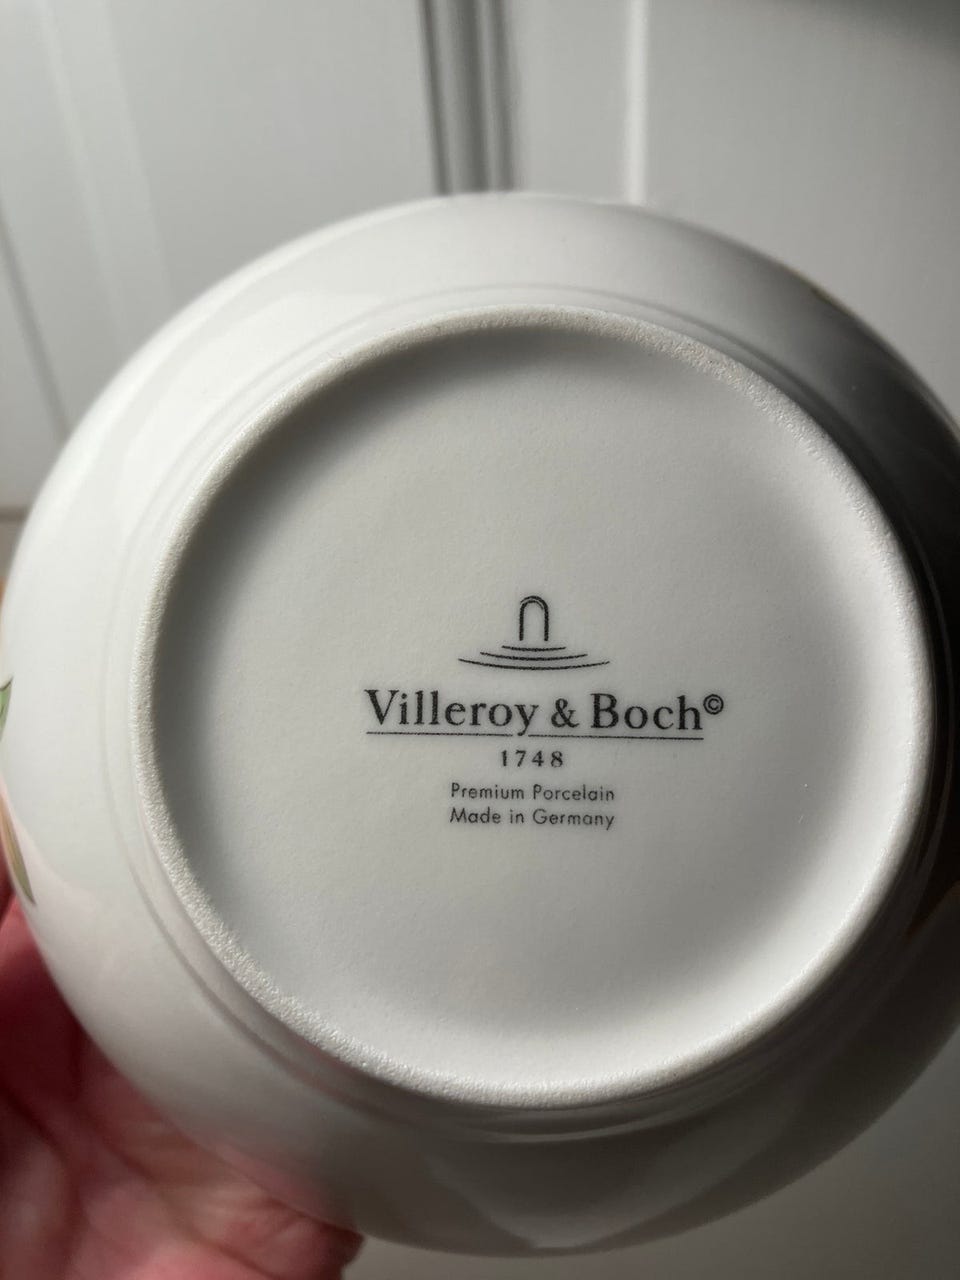 Villeroy & Boch©
1748
Premium Porcelain
Made in Germany